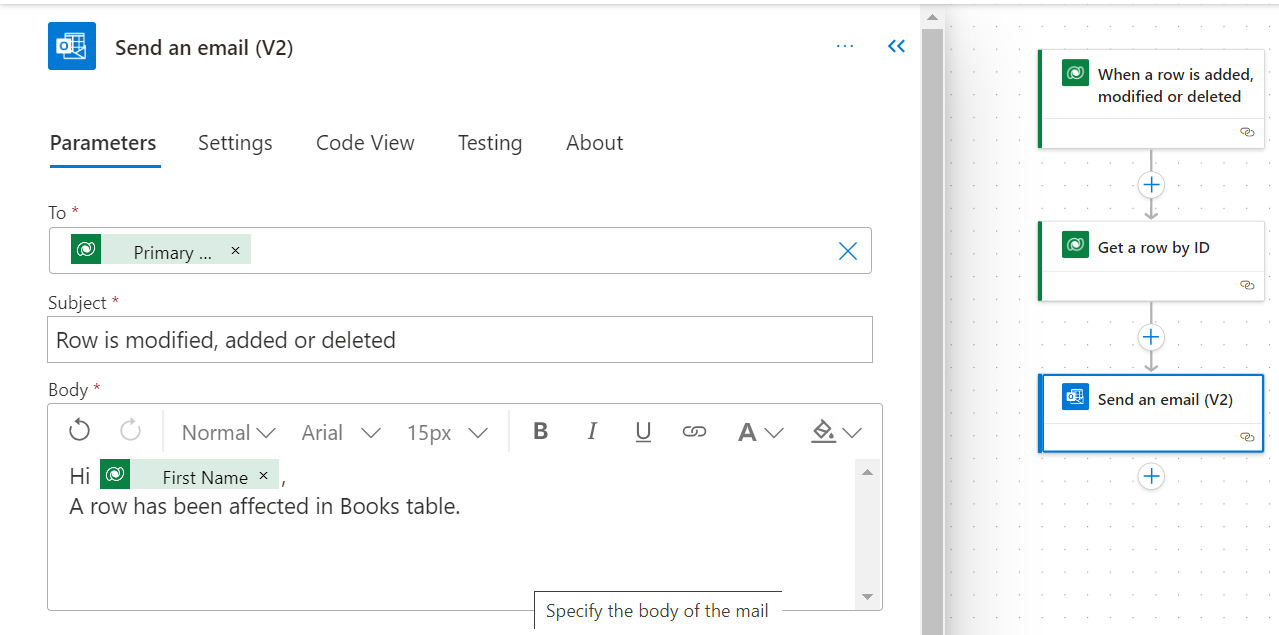 Send an email (V2)
Parameters Settings Code View Testing About
To *
Primary ... ×
Subject *
Row is modified, added or deleted
Body *
Normal Arial 15px B I U A
Hi First Name × ,
A row has been affected in Books table.
Specify the body of the mail
When a row is added,
modified or deleted
Get a row by ID
Send an email (V2)